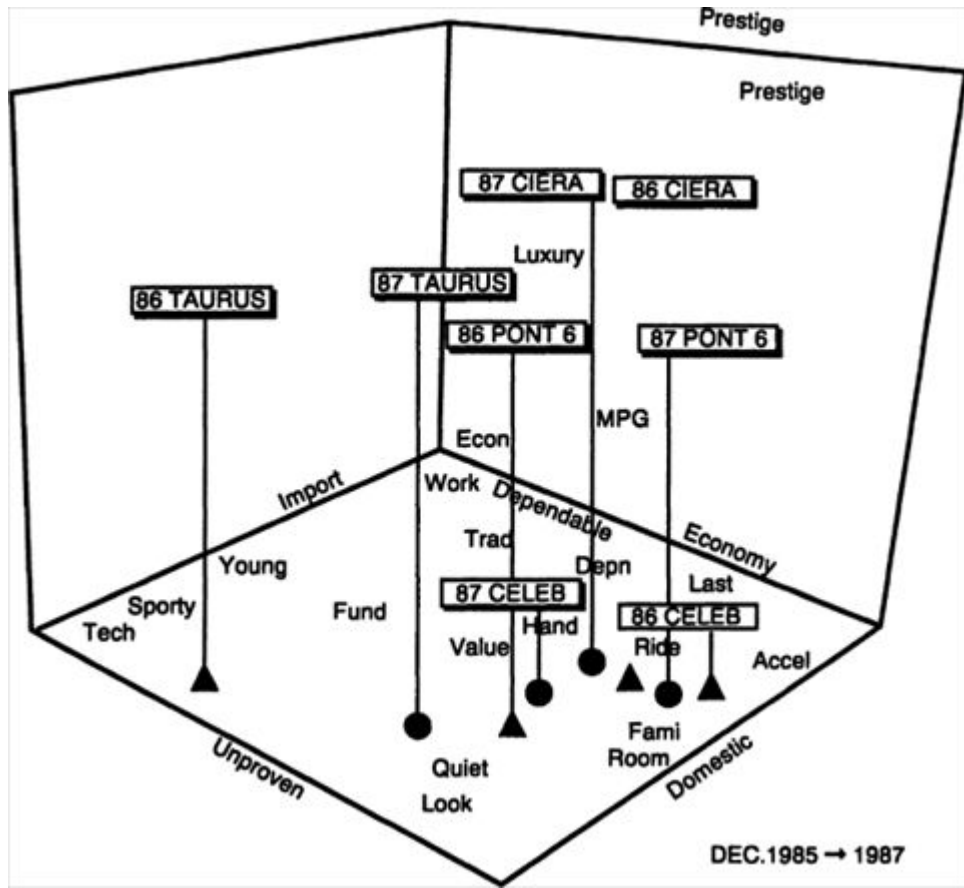 Prestige
Prestige
87 CIERA
86 CIERA
Luxury
86 TAURUS
87 TAURUS
86 PONT 6
87 PONT 6
MPG
Econ
Import
Work
Dependable
Economy
Trad
Young
Depn
Last
Sporty
Fund
87 CELEB
86 CELEB
Tech
Hand
Value
Ride
Accel
Unproven
Quiet
Fami
Room
Domestic
Look
DEC.1985 → 1987